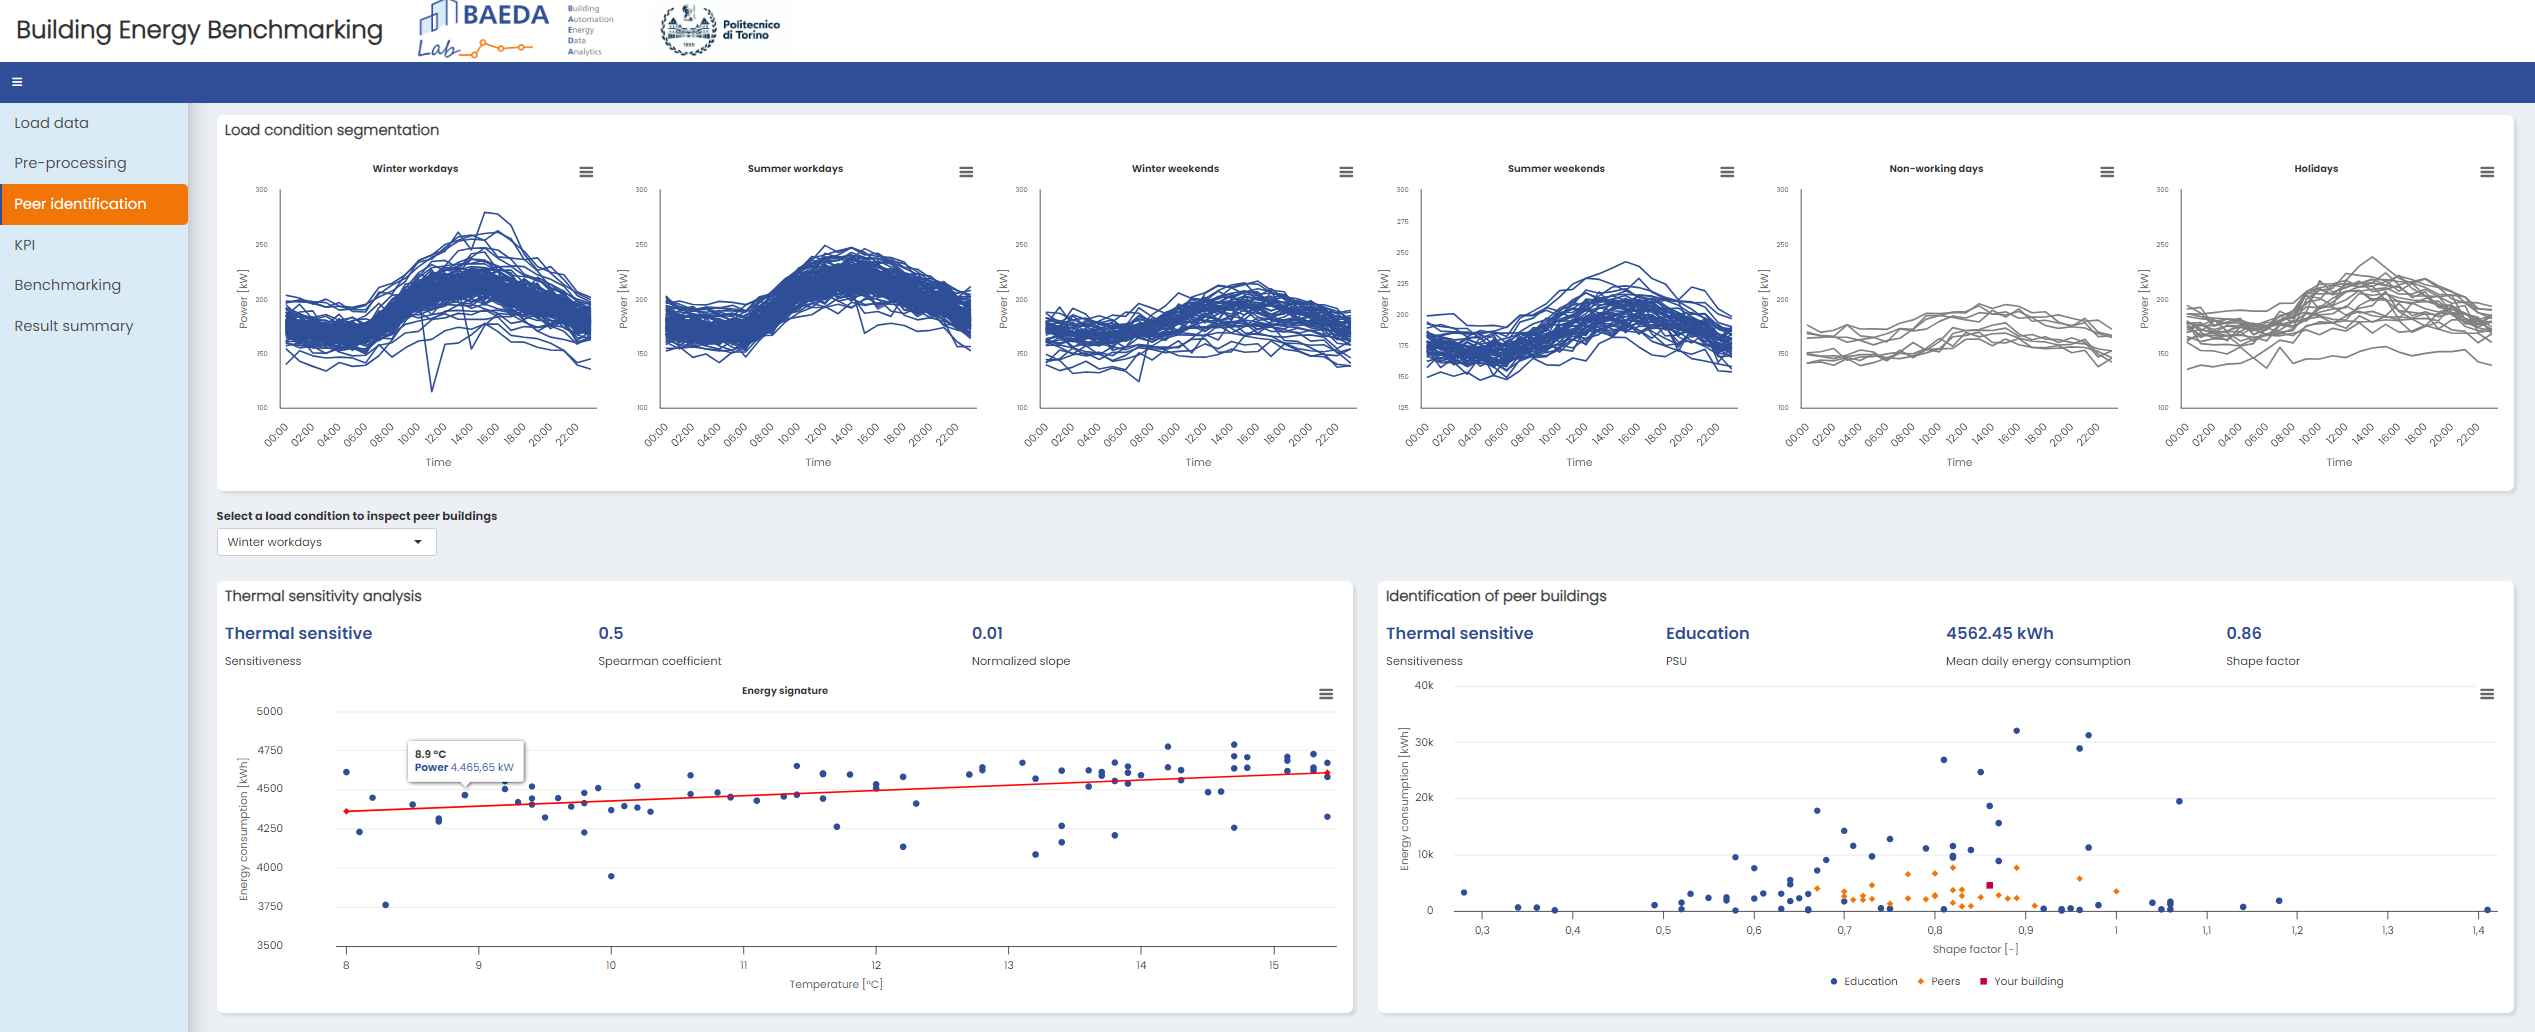 Building Energy Benchmarking
BAEDA
Lab
Building
Automation
Energy
Data
Analytics
1859
Politecnico
di Torino
Load data
Pre-processing
Peer identification
KPI
Benchmarking
Result summary
Load condition segmentation
Winter workdays
300
250
200
150
100
Power [kW]
00:00 02:00 04:00 06:00 08:00 10:00 12:00 14:00 16:00 18:00 20:00 22:00
Time
Summer workdays
300
250
200
150
100
Power [kW]
00:00 02:00 04:00 06:00 08:00 10:00 12:00 14:00 16:00 18:00 20:00 22:00
Time
Winter weekends
300
250
200
150
100
Power [kW]
00:00 02:00 04:00 06:00 08:00 10:00 12:00 14:00 16:00 18:00 20:00 22:00
Time
Summer weekends
300
275
250
225
200
175
150
125
Power [kW]
00:00 02:00 04:00 06:00 08:00 10:00 12:00 14:00 16:00 18:00 20:00 22:00
Time
Non-working days
300
250
200
150
100
Power [kW]
00:00 02:00 04:00 06:00 08:00 10:00 12:00 14:00 16:00 18:00 20:00 22:00
Time
Holidays
300
250
200
150
100
Power [kW]
00:00 02:00 04:00 06:00 08:00 10:00 12:00 14:00 16:00 18:00 20:00 22:00
Time
Select a load condition to inspect peer buildings
Winter workdays
Thermal sensitivity analysis
Thermal sensitive 0.5 0.01
Sensitiveness Spearman coefficient Normalized slope
Energy signature
5000
4750
4500
4250
4000
3750
3500
Energy consumption [kWh]
8.9 °C
Power 4.465,65 kW
8 9 10 11 12 13 14 15
Temperature [°C]
Identification of peer buildings
Thermal sensitive Education 4562.45 kWh 0.86
Sensitiveness PSU Mean daily energy consumption Shape factor
40k
30k
20k
10k
0
Energy consumption [kWh]
0,3 0,4 0,5 0,6 0,7 0,8 0,9 1 1,1 1,2 1,3 1,4
Shape factor [-]
Education Peers Your building